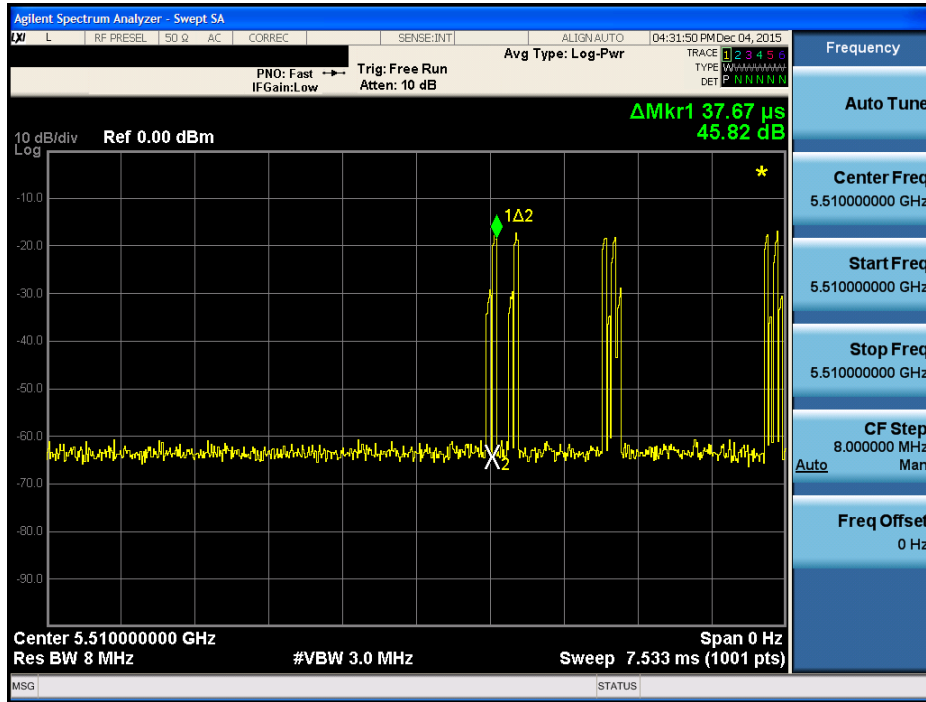 Agilent Spectrum Analyzer - Swept SA
LXI L RF PRESEL 50 Ω AC CORREC SENSE:INT ALIGN AUTO 04:31:50 PM Dec 04, 2015
PNO: Fast
IFGain:Low
Trig: Free Run
Atten: 10 dB
Avg Type: Log-Pwr
TRACE 1 2 3 4 5 6
TYPE WWWWWW
DET P N N N N N
ΔMkr1 37.67 µs
45.82 dB
10 dB/div
Log
Ref 0.00 dBm
-10.0
-20.0
-30.0
-40.0
-50.0
-60.0
-70.0
-80.0
-90.0
1Δ2
*
X2
Center 5.510000000 GHz
Res BW 8 MHz
#VBW 3.0 MHz
Span 0 Hz
Sweep 7.533 ms (1001 pts)
MSG
STATUS
Frequency
Auto Tune
Center Freq
5.510000000 GHz
Start Freq
5.510000000 GHz
Stop Freq
5.510000000 GHz
CF Step
8.000000 MHz
Auto Man
Freq Offset
0 Hz